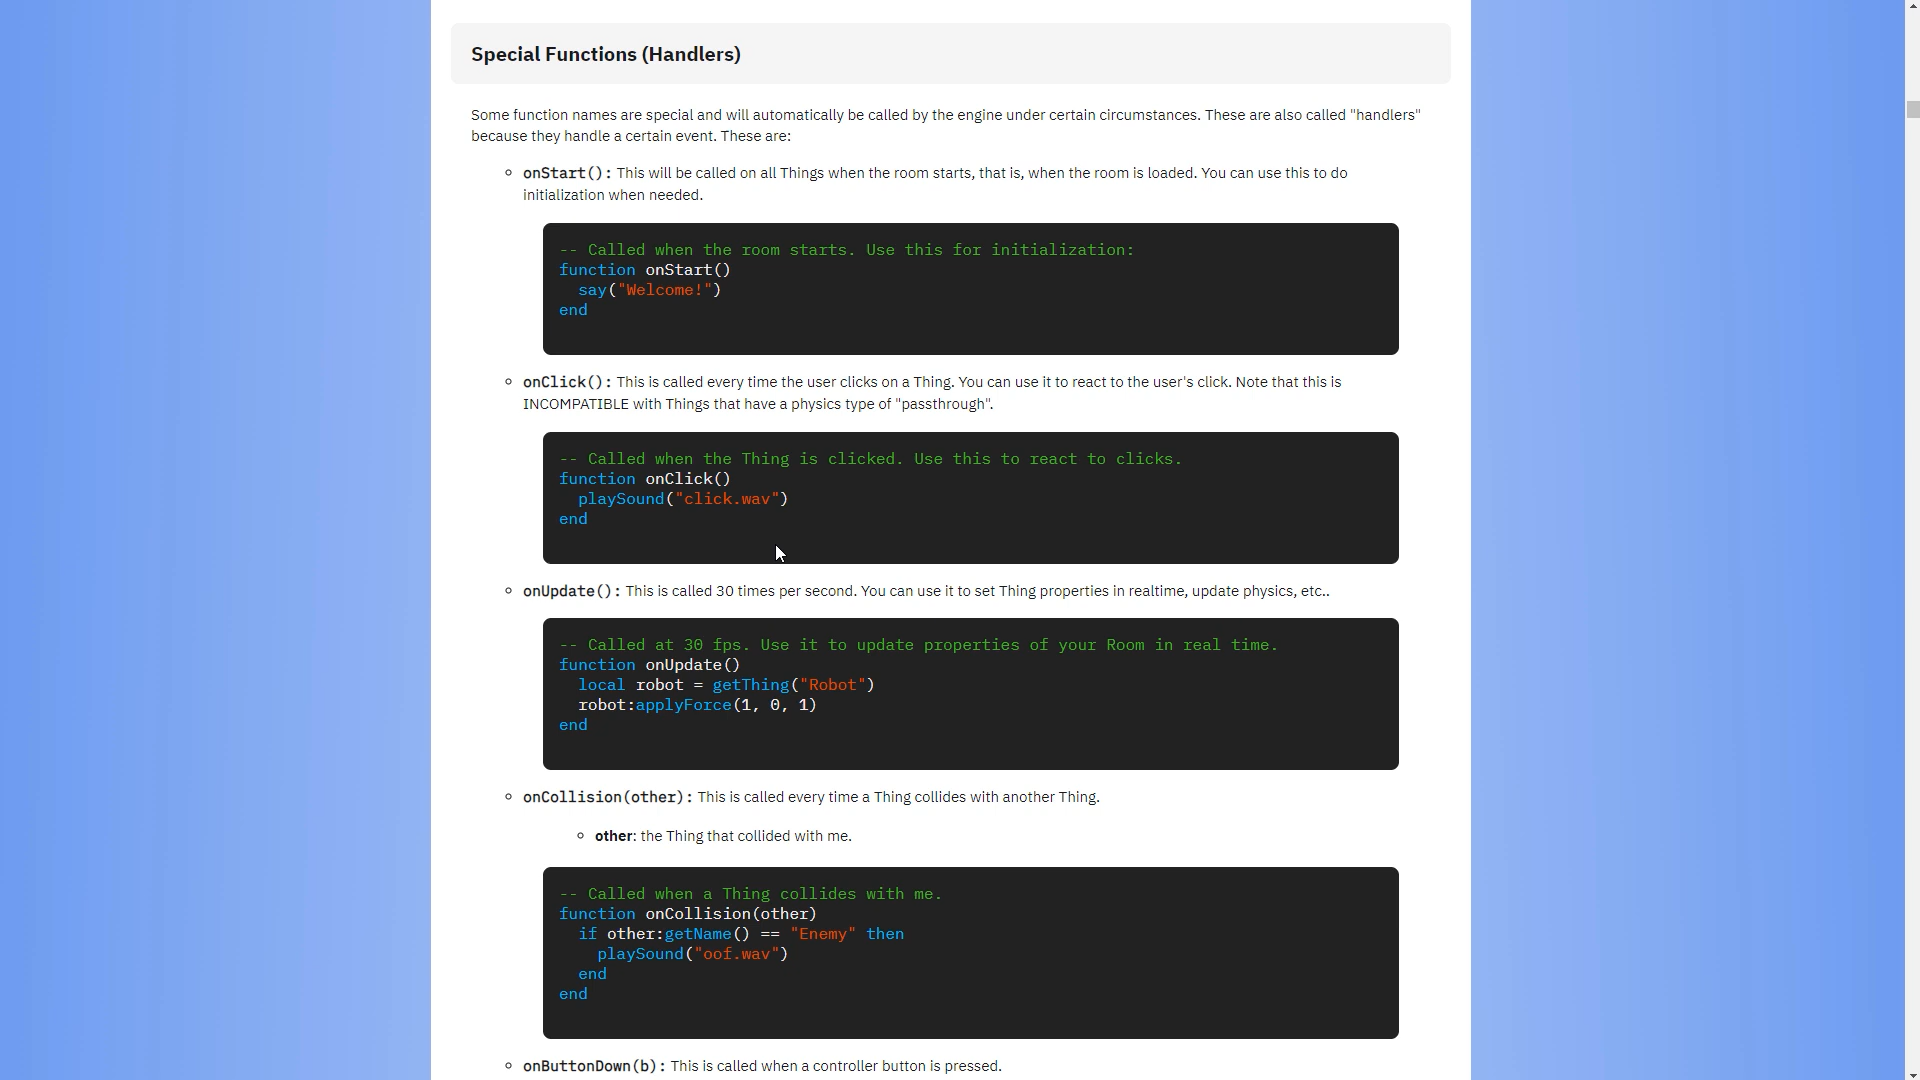 Special Functions (Handlers)
Some function names are special and will automatically be called by the engine under certain circumstances. These are also called "handlers"
because they handle a certain event. These are:
onStart(): This will be called on all Things when the room starts, that is, when the room is loaded. You can use this to do
initialization when needed.
-- Called when the room starts. Use this for initialization:
function onStart()
  say("Welcome!")
end
onClick(): This is called every time the user clicks on a Thing. You can use it to react to the user's click. Note that this is
INCOMPATIBLE with Things that have a physics type of "passthrough".
-- Called when the Thing is clicked. Use this to react to clicks.
function onClick()
  playSound("click.wav")
end
onUpdate(): This is called 30 times per second. You can use it to set Thing properties in realtime, update physics, etc..
-- Called at 30 fps. Use it to update properties of your Room in real time.
function onUpdate()
  local robot = getThing("Robot")
  robot:applyForce(1, 0, 1)
end
onCollision(other): This is called every time a Thing collides with another Thing.
other: the Thing that collided with me.
-- Called when a Thing collides with me.
function onCollision(other)
  if other:getName() == "Enemy" then
    playSound("oof.wav")
  end
end
onButtonDown(b): This is called when a controller button is pressed.